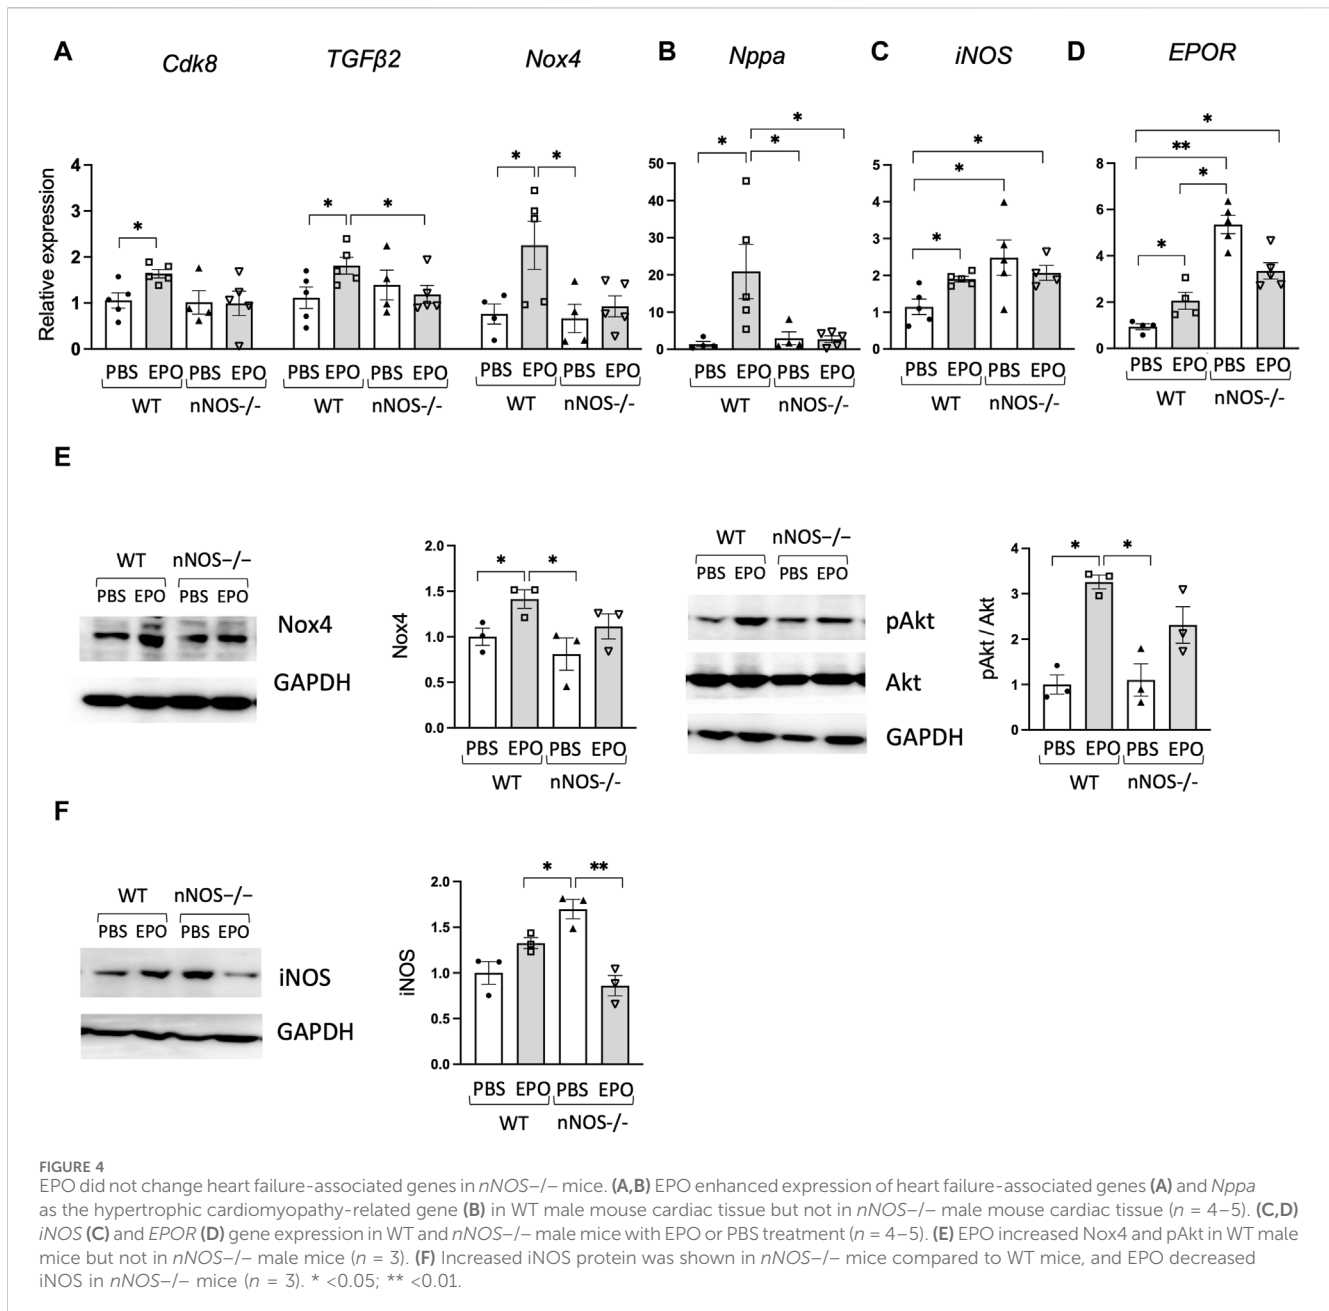 A
Cdk8
TGFβ2
Nox4
B
Nppa
C
iNOS
D
EPOR
Relative expression
4
3
2
1
0
*
*
*
*
*
PBS EPO PBS EPO
WT nNOS-/-
PBS EPO PBS EPO
WT nNOS-/-
PBS EPO PBS EPO
WT nNOS-/-
50
40
30
20
10
0
*
*
*
PBS EPO PBS EPO
WT nNOS-/-
5
4
3
2
1
0
*
*
*
PBS EPO PBS EPO
WT nNOS-/-
8
6
4
2
0
*
**
*
*
PBS EPO PBS EPO
WT nNOS-/-
E
WT nNOS–/–
PBS EPO PBS EPO
Nox4
GAPDH
Nox4
2.0
1.5
1.0
0.5
0.0
*
*
PBS EPO PBS EPO
WT nNOS-/-
WT nNOS–/–
PBS EPO PBS EPO
pAkt
Akt
GAPDH
pAkt / Akt
4
3
2
1
0
*
*
PBS EPO PBS EPO
WT nNOS-/-
F
WT nNOS–/–
PBS EPO PBS EPO
iNOS
GAPDH
iNOS
2.0
1.5
1.0
0.5
0.0
*
**
PBS EPO PBS EPO
WT nNOS-/-
FIGURE 4
EPO did not change heart failure-associated genes in nNOS–/– mice. (A,B) EPO enhanced expression of heart failure-associated genes (A) and Nppa
as the hypertrophic cardiomyopathy-related gene (B) in WT male mouse cardiac tissue but not in nNOS–/– male mouse cardiac tissue (n = 4–5). (C,D)
iNOS (C) and EPOR (D) gene expression in WT and nNOS–/– male mice with EPO or PBS treatment (n = 4–5). (E) EPO increased Nox4 and pAkt in WT male
mice but not in nNOS–/– male mice (n = 3). (F) Increased iNOS protein was shown in nNOS–/– mice compared to WT mice, and EPO decreased
iNOS in nNOS–/– mice (n = 3). * <0.05; ** <0.01.